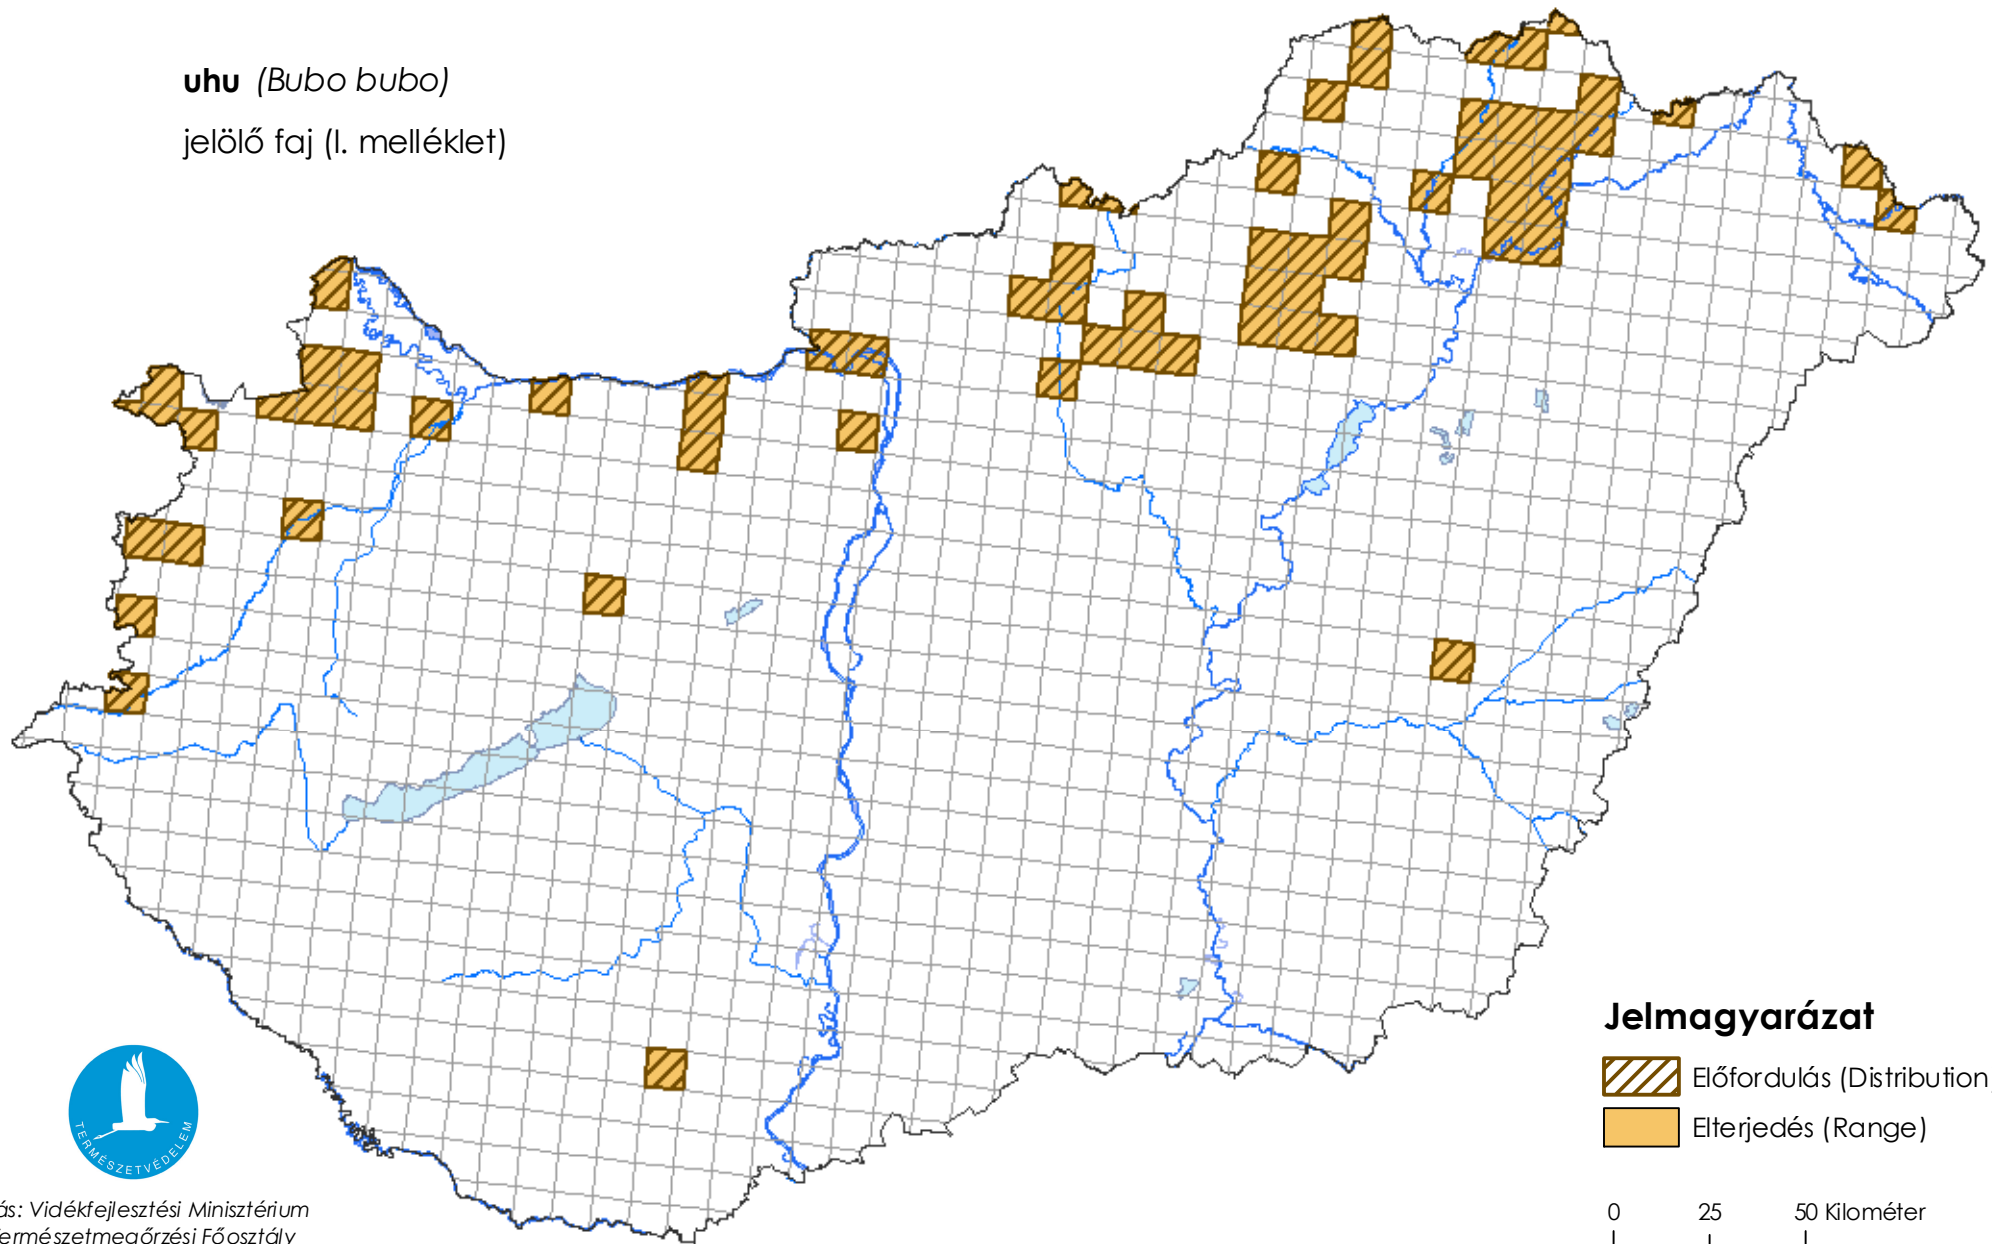 uhu (Bubo bubo)
jelölő faj (I. melléklet)
Jelmagyarázat
Előfordulás (Distribution
Elterjedés (Range)
0 25 50 Kilométer
TERMÉSZETVÉDELEM
ás: Vidékfejlesztési Minisztérium
Természetmegőrzési Főosztály